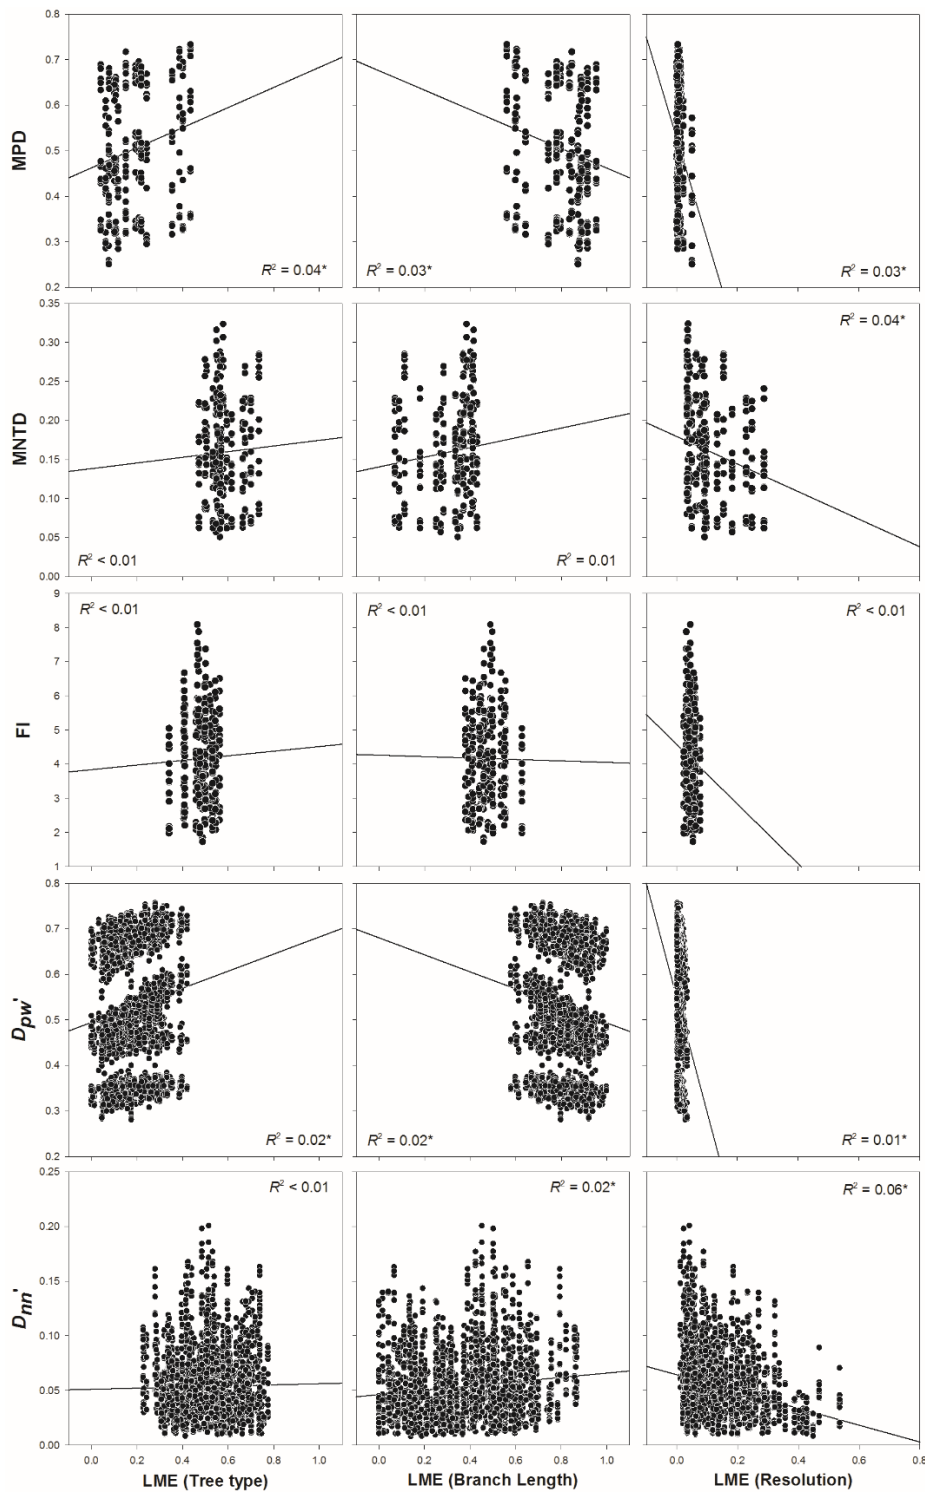 MPD
0.8
0.7
0.6
0.5
0.4
0.3
0.2
R² = 0.04*
R² = 0.03*
R² = 0.03*
MNTD
0.35
0.30
0.25
0.20
0.15
0.10
0.05
0.00
R² < 0.01
R² = 0.01
R² = 0.04*
FI
9
8
7
6
5
4
3
2
1
R² < 0.01
R² < 0.01
R² < 0.01
Dpw'
0.8
0.7
0.6
0.5
0.4
0.3
0.2
R² = 0.02*
R² = 0.02*
R² = 0.01*
Dnn'
0.25
0.20
0.15
0.10
0.05
0.00
R² < 0.01
R² = 0.02*
R² = 0.06*
0.0 0.2 0.4 0.6 0.8 1.0
0.0 0.2 0.4 0.6 0.8 1.0
0.0 0.2 0.4 0.6 0.8
LME (Tree type)
LME (Branch Length)
LME (Resolution)